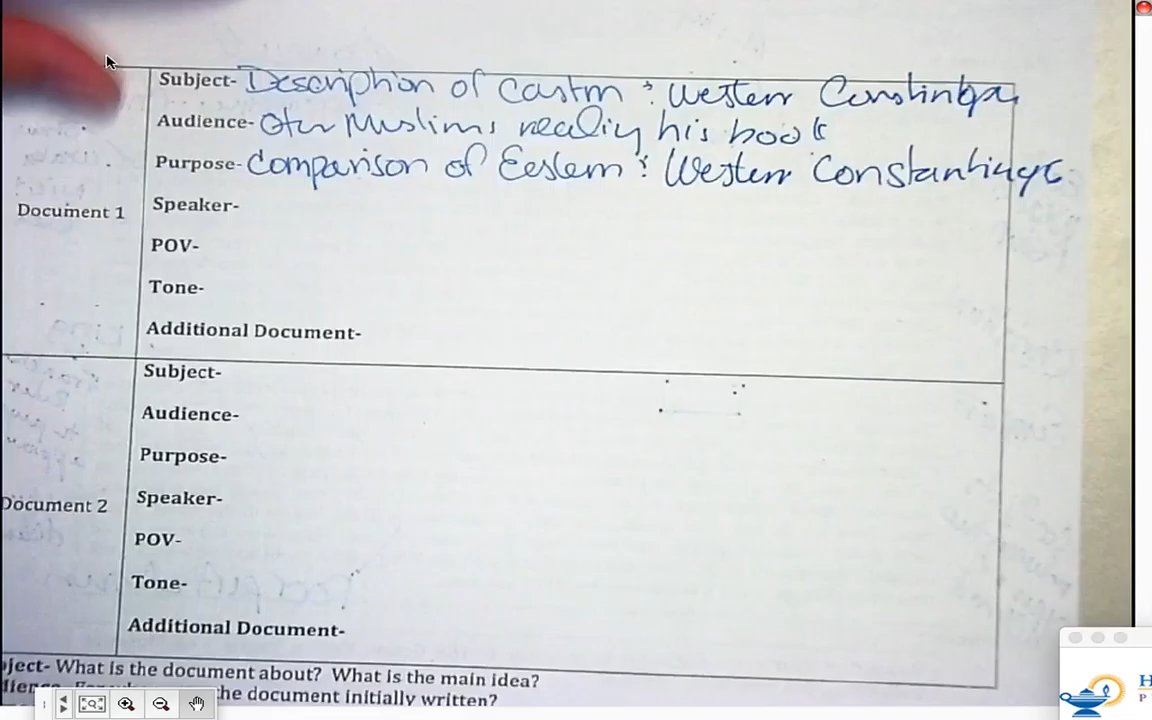 Subject- Description of Eastern & Western Constantinople
Audience- Other Muslims reading his book
Purpose- Comparison of Eastern & Western Constantinople
Document 1
Speaker-
POV-
Tone-
Additional Document-
Subject-
Audience-
Purpose-
Document 2
Speaker-
POV-
Tone-
Additional Document-
ject- What is the document about? What is the main idea?
the document initially written?
H
P